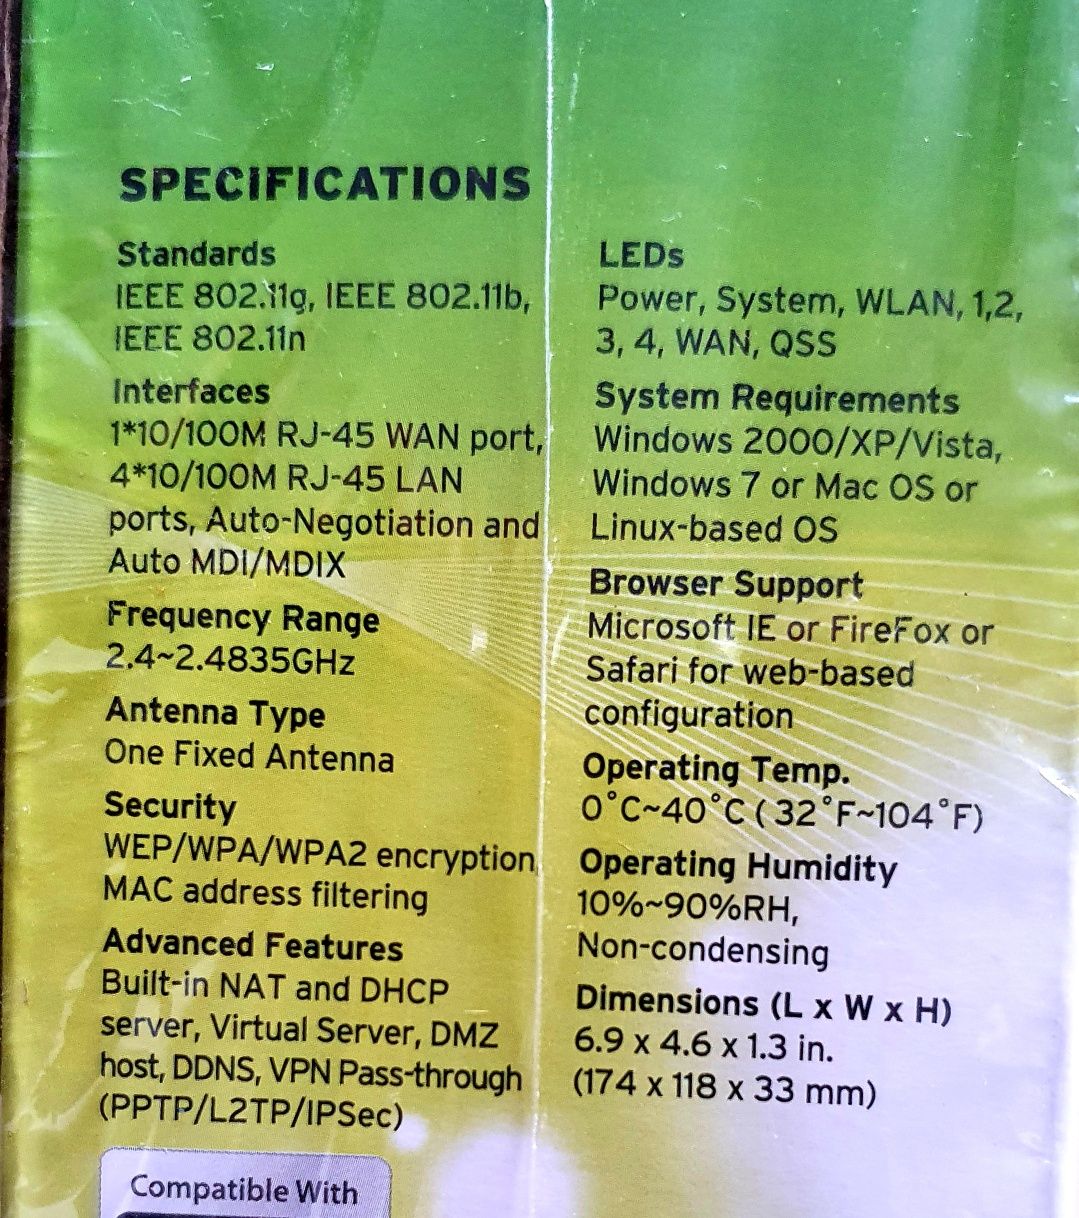 SPECIFICATIONS
Standards
IEEE 802.11g, IEEE 802.11b,
IEEE 802.11n
Interfaces
1*10/100M RJ-45 WAN port,
4*10/100M RJ-45 LAN
ports, Auto-Negotiation and
Auto MDI/MDIX
Frequency Range
2.4~2.4835GHz
Antenna Type
One Fixed Antenna
Security
WEP/WPA/WPA2 encryption,
MAC address filtering
Advanced Features
Built-in NAT and DHCP
server, Virtual Server, DMZ
host, DDNS, VPN Pass-through
(PPTP/L2TP/IPSec)
Compatible With
LEDs
Power, System, WLAN, 1,2,
3, 4, WAN, QSS
System Requirements
Windows 2000/XP/Vista,
Windows 7 or Mac OS or
Linux-based OS
Browser Support
Microsoft IE or FireFox or
Safari for web-based
configuration
Operating Temp.
0°C~40°C ( 32°F~104°F)
Operating Humidity
10%~90%RH,
Non-condensing
Dimensions (L x W x H)
6.9 x 4.6 x 1.3 in.
(174 x 118 x 33 mm)